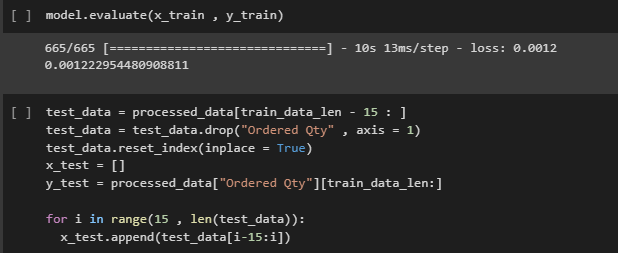 [ ] model.evaluate(x_train , y_train)
665/665 [==============================] - 10s 13ms/step - loss: 0.0012
0.001222954480908811
[ ] test_data = processed_data[train_data_len - 15 : ]
test_data = test_data.drop("Ordered Qty" , axis = 1)
test_data.reset_index(inplace = True)
x_test = []
y_test = processed_data["Ordered Qty"][train_data_len:]
for i in range(15 , len(test_data)):
x_test.append(test_data[i-15:i])